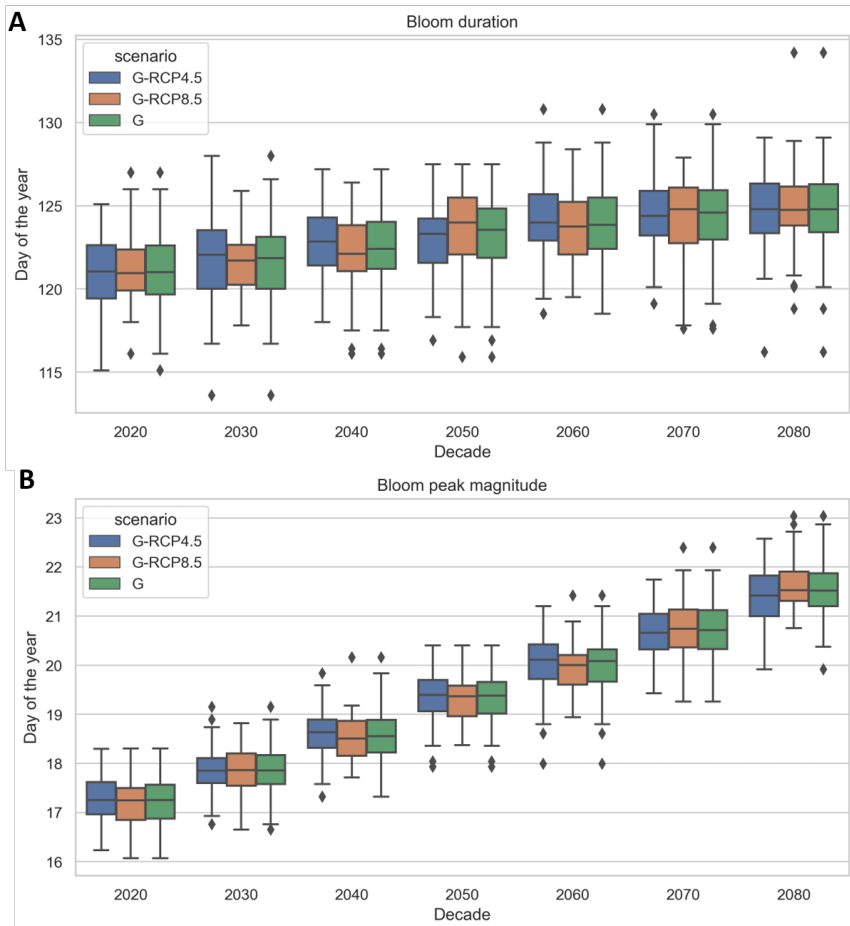 A
Bloom duration
135
130
125
120
115
Day of the year
scenario
G-RCP4.5
G-RCP8.5
G
2020 2030 2040 2050 2060 2070 2080
Decade
B
Bloom peak magnitude
23
22
21
20
19
18
17
16
Day of the year
scenario
G-RCP4.5
G-RCP8.5
G
2020 2030 2040 2050 2060 2070 2080
Decade